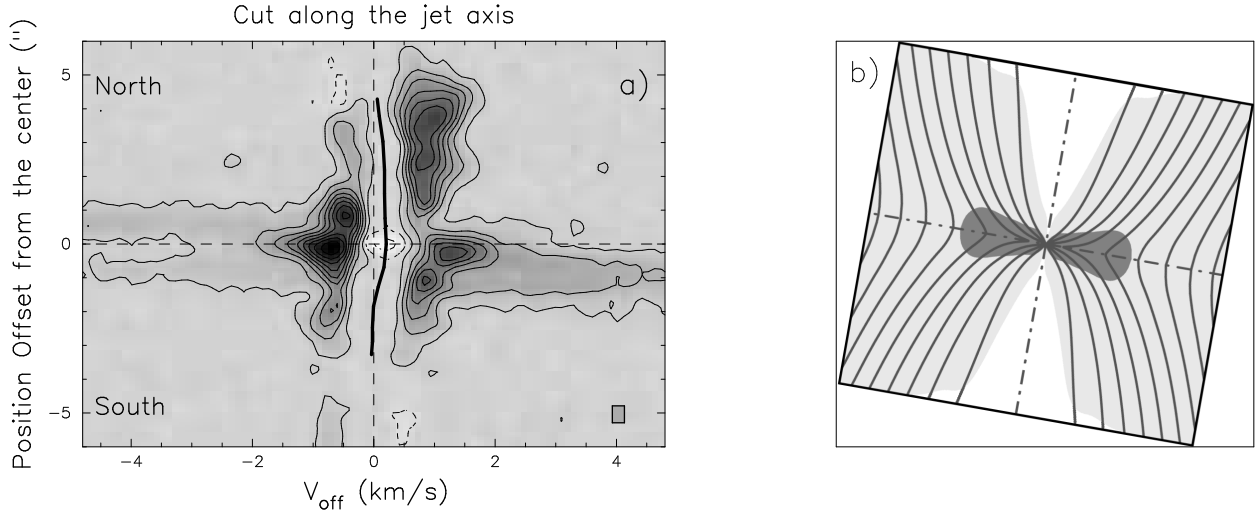 Cut along the jet axis
Position Offset from the center (")
5
0
−5
North
a)
South
−4
−2
0
2
4
V_off (km/s)
b)